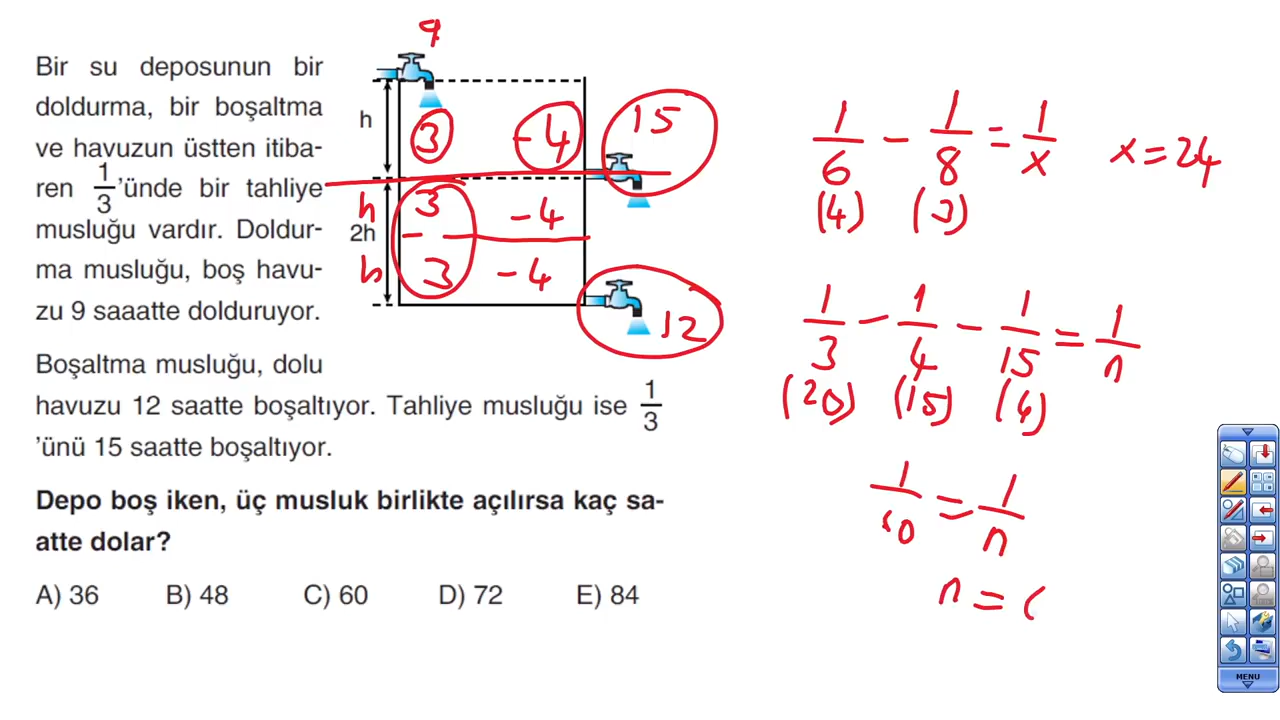 Bir su deposunun bir
doldurma, bir boşaltma
ve havuzun üstten itiba-
ren 1/3'ünde bir tahliye
musluğu vardır. Doldur-
ma musluğu, boş havu-
zu 9 saaatte dolduruyor.
Boşaltma musluğu, dolu
havuzu 12 saatte boşaltıyor. Tahliye musluğu ise 1/3
'ünü 15 saatte boşaltıyor.
Depo boş iken, üç musluk birlikte açılırsa kaç sa-
atte dolar?
A) 36 B) 48 C) 60 D) 72 E) 84
9
h 3 -4 15
h 3 -4
2h
h 3 -4
12
1/6 - 1/8 = 1/x x = 24
(4) (3)
1/3 - 1/4 - 1/15 = 1/n
(20) (15) (4)
1/60 = 1/n
n = (
MENU